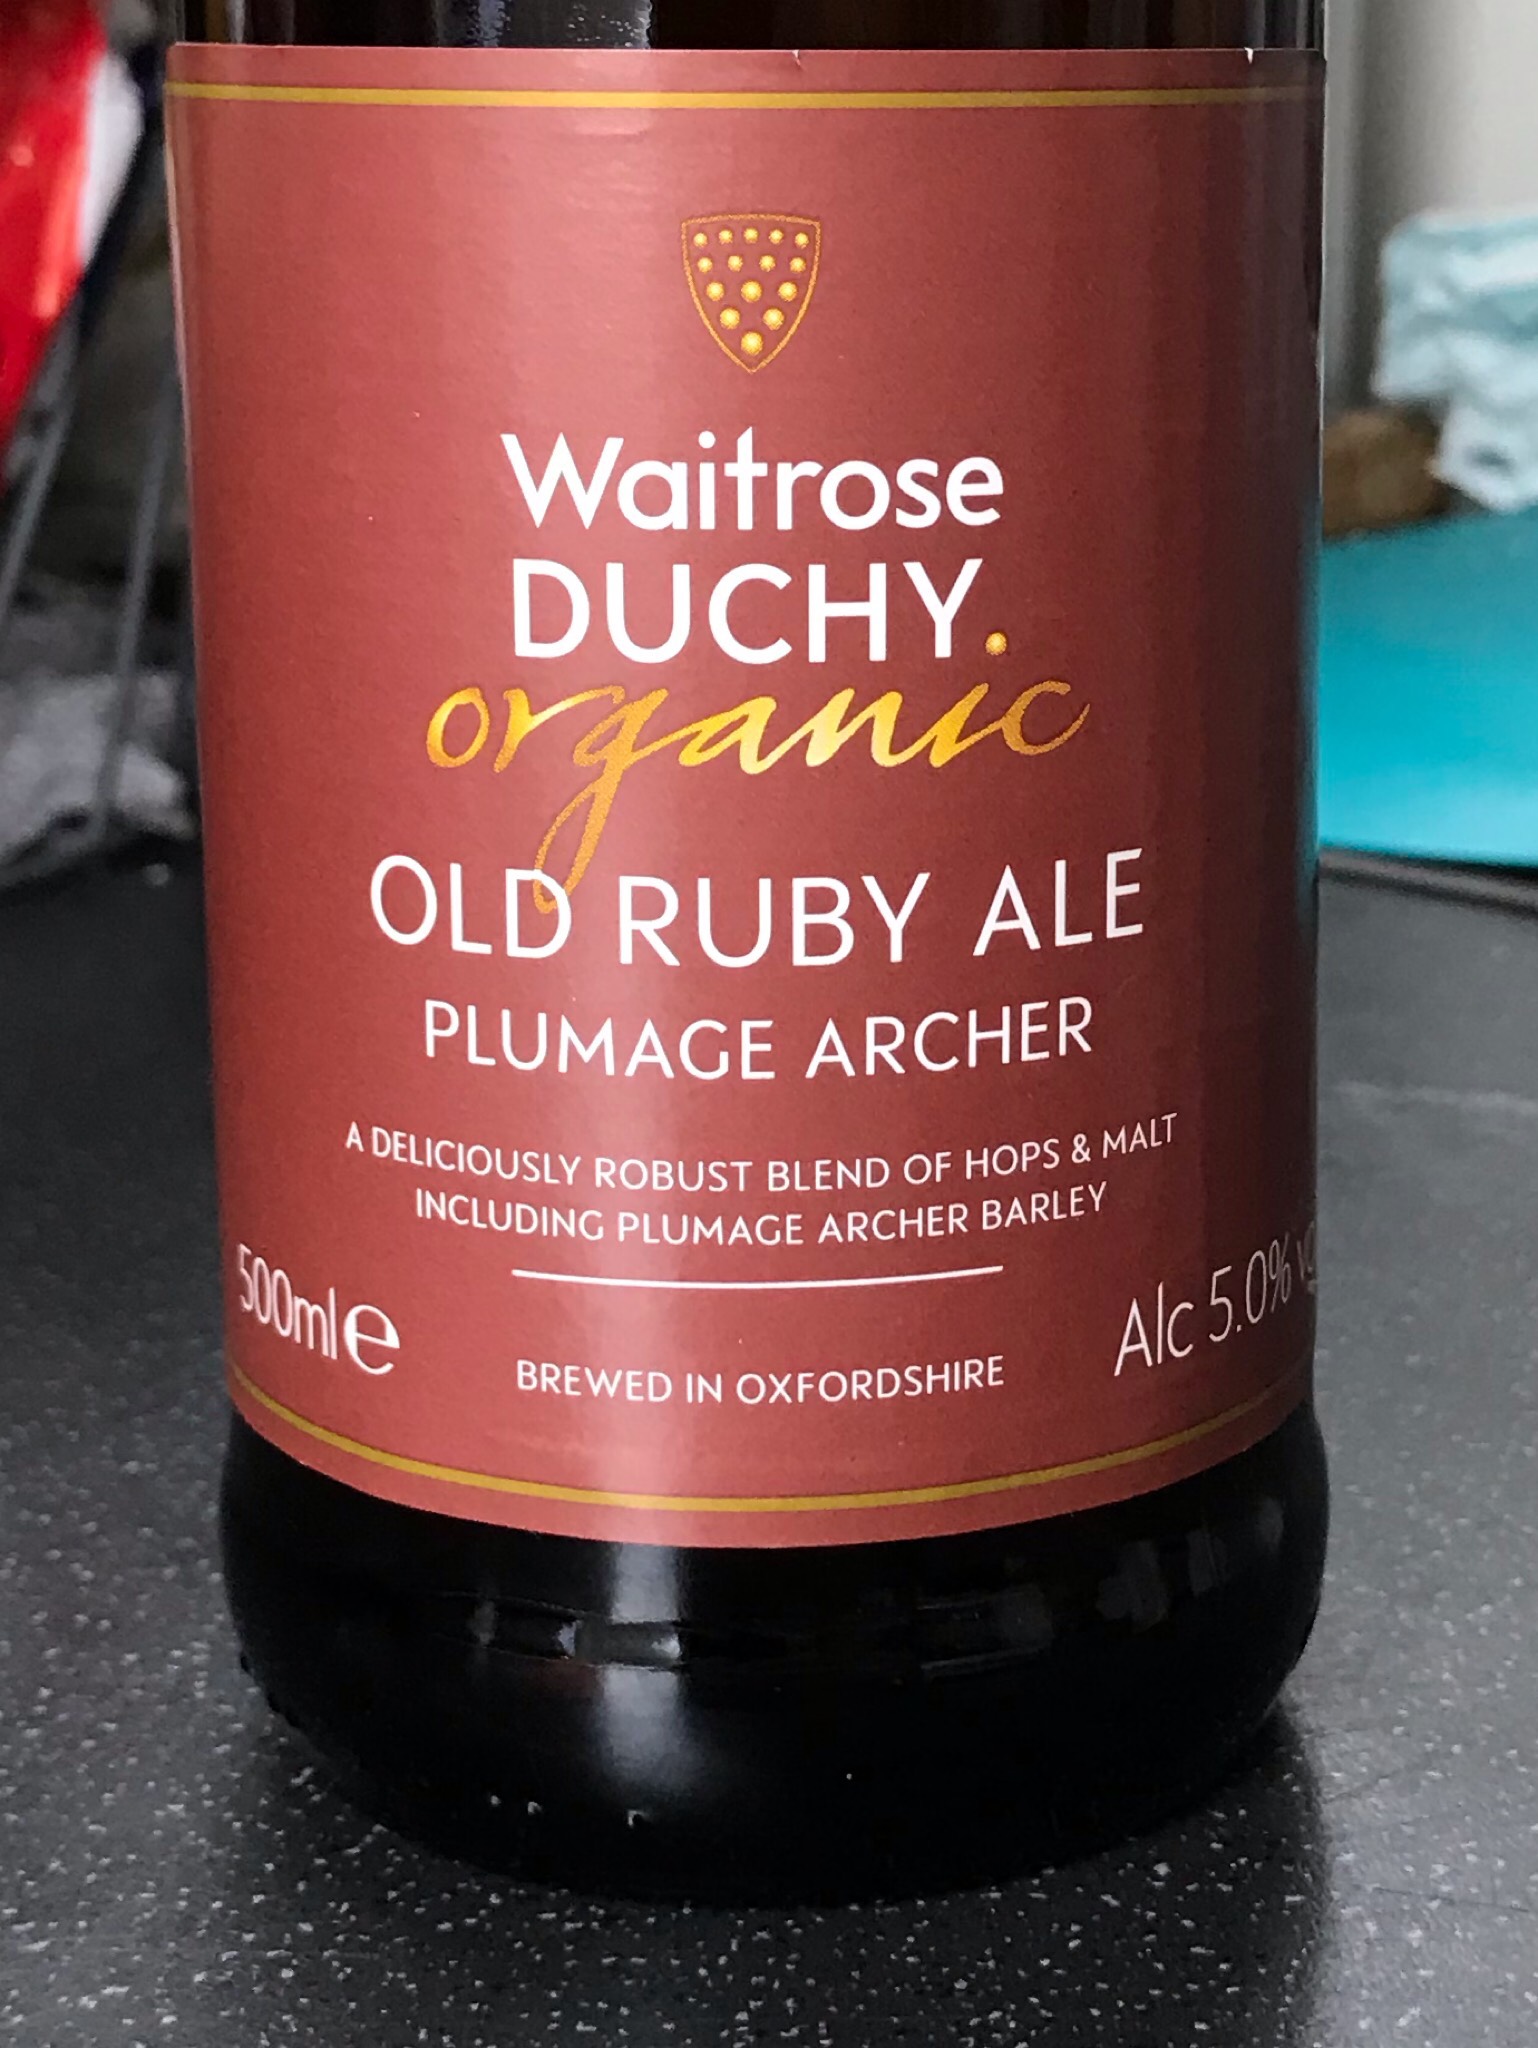 Waitrose
DUCHY.
organic
OLD RUBY ALE
PLUMAGE ARCHER
A DELICIOUSLY ROBUST BLEND OF HOPS & MALT
INCLUDING PLUMAGE ARCHER BARLEY
500ml e
Alc 5.0%
BREWED IN OXFORDSHIRE